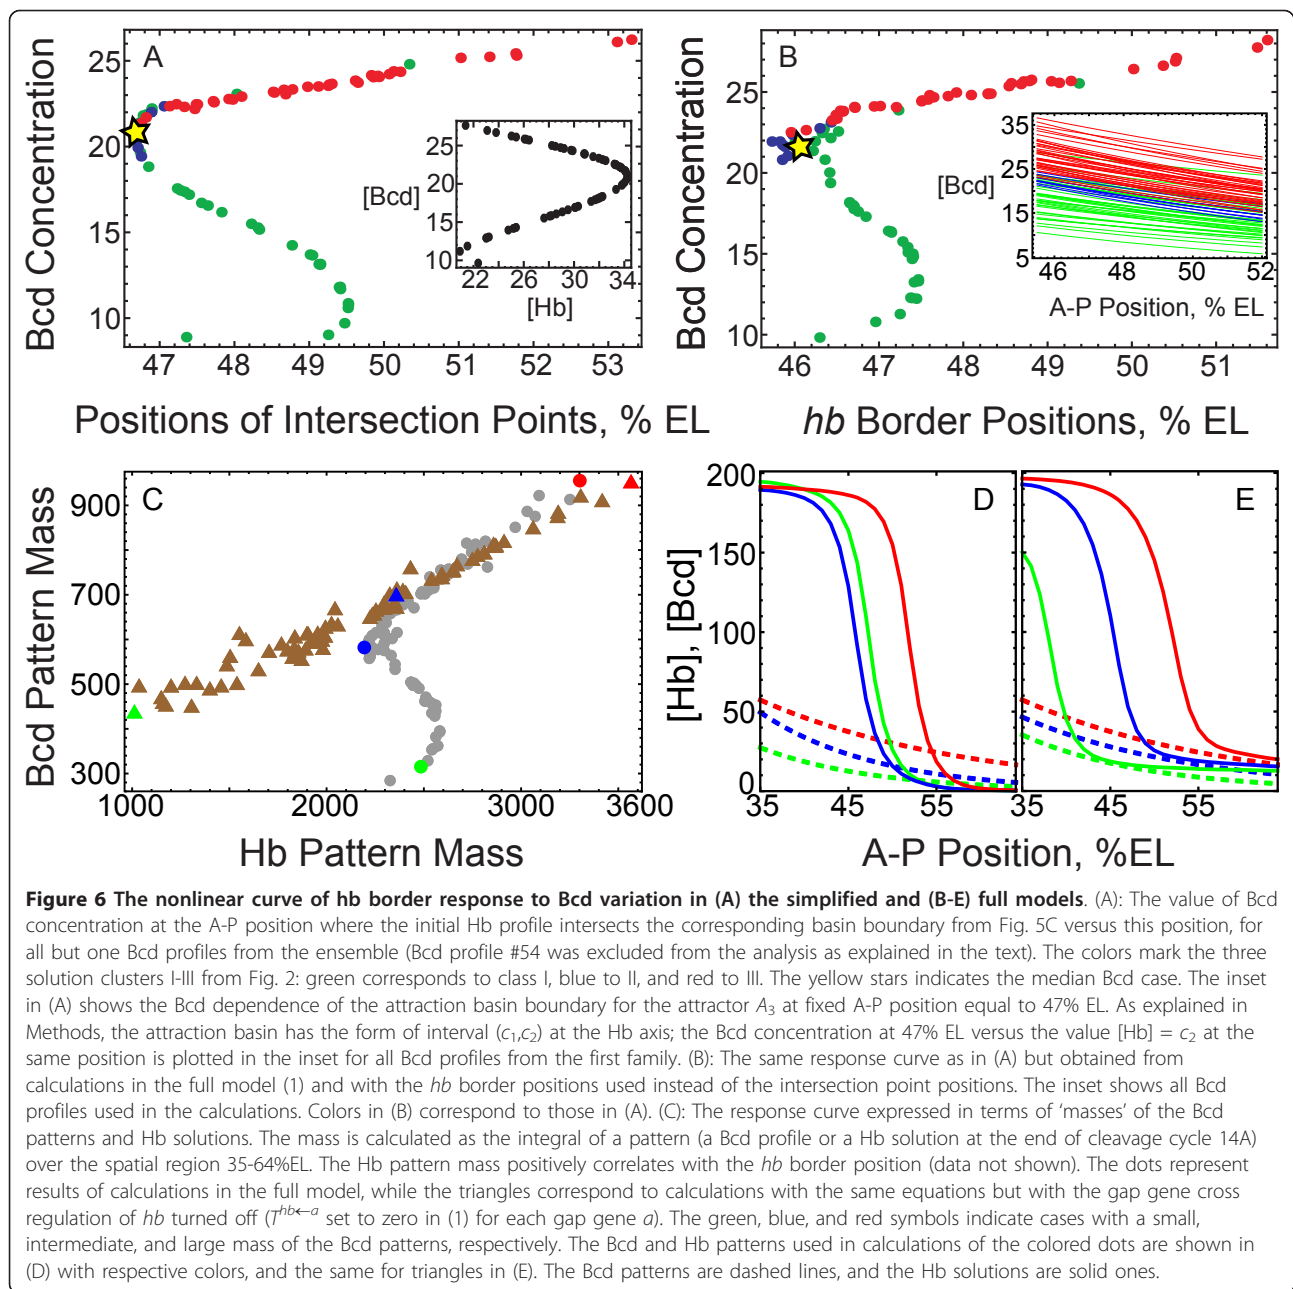 A
Bcd Concentration
25
20
15
10
47 48 49 50 51 52 53
Positions of Intersection Points, % EL
[Bcd]
25
20
15
10
22 26 30 34
[Hb]
B
Bcd Concentration
30
25
20
15
10
46 47 48 49 50 51
hb Border Positions, % EL
[Bcd]
35
25
15
5
46 48 50 52
A-P Position, % EL
C
Bcd Pattern Mass
900
700
500
300
1000 2000 3000 3600
Hb Pattern Mass
D
E
[Hb], [Bcd]
200
150
100
50
0
35 45 55 35 45 55
A-P Position, %EL
Figure 6 The nonlinear curve of hb border response to Bcd variation in (A) the simplified and (B-E) full models. (A): The value of Bcd
concentration at the A-P position where the initial Hb profile intersects the corresponding basin boundary from Fig. 5C versus this position, for
all but one Bcd profiles from the ensemble (Bcd profile #54 was excluded from the analysis as explained in the text). The colors mark the three
solution clusters I-III from Fig. 2: green corresponds to class I, blue to II, and red to III. The yellow stars indicates the median Bcd case. The inset
in (A) shows the Bcd dependence of the attraction basin boundary for the attractor A3 at fixed A-P position equal to 47% EL. As explained in
Methods, the attraction basin has the form of interval (c1,c2) at the Hb axis; the Bcd concentration at 47% EL versus the value [Hb] = c2 at the
same position is plotted in the inset for all Bcd profiles from the first family. (B): The same response curve as in (A) but obtained from
calculations in the full model (1) and with the hb border positions used instead of the intersection point positions. The inset shows all Bcd
profiles used in the calculations. Colors in (B) correspond to those in (A). (C): The response curve expressed in terms of 'masses' of the Bcd
patterns and Hb solutions. The mass is calculated as the integral of a pattern (a Bcd profile or a Hb solution at the end of cleavage cycle 14A)
over the spatial region 35-64%EL. The Hb pattern mass positively correlates with the hb border position (data not shown). The dots represent
results of calculations in the full model, while the triangles correspond to calculations with the same equations but with the gap gene cross
regulation of hb turned off (T^hb←a set to zero in (1) for each gap gene a). The green, blue, and red symbols indicate cases with a small,
intermediate, and large mass of the Bcd patterns, respectively. The Bcd and Hb patterns used in calculations of the colored dots are shown in
(D) with respective colors, and the same for triangles in (E). The Bcd patterns are dashed lines, and the Hb solutions are solid ones.